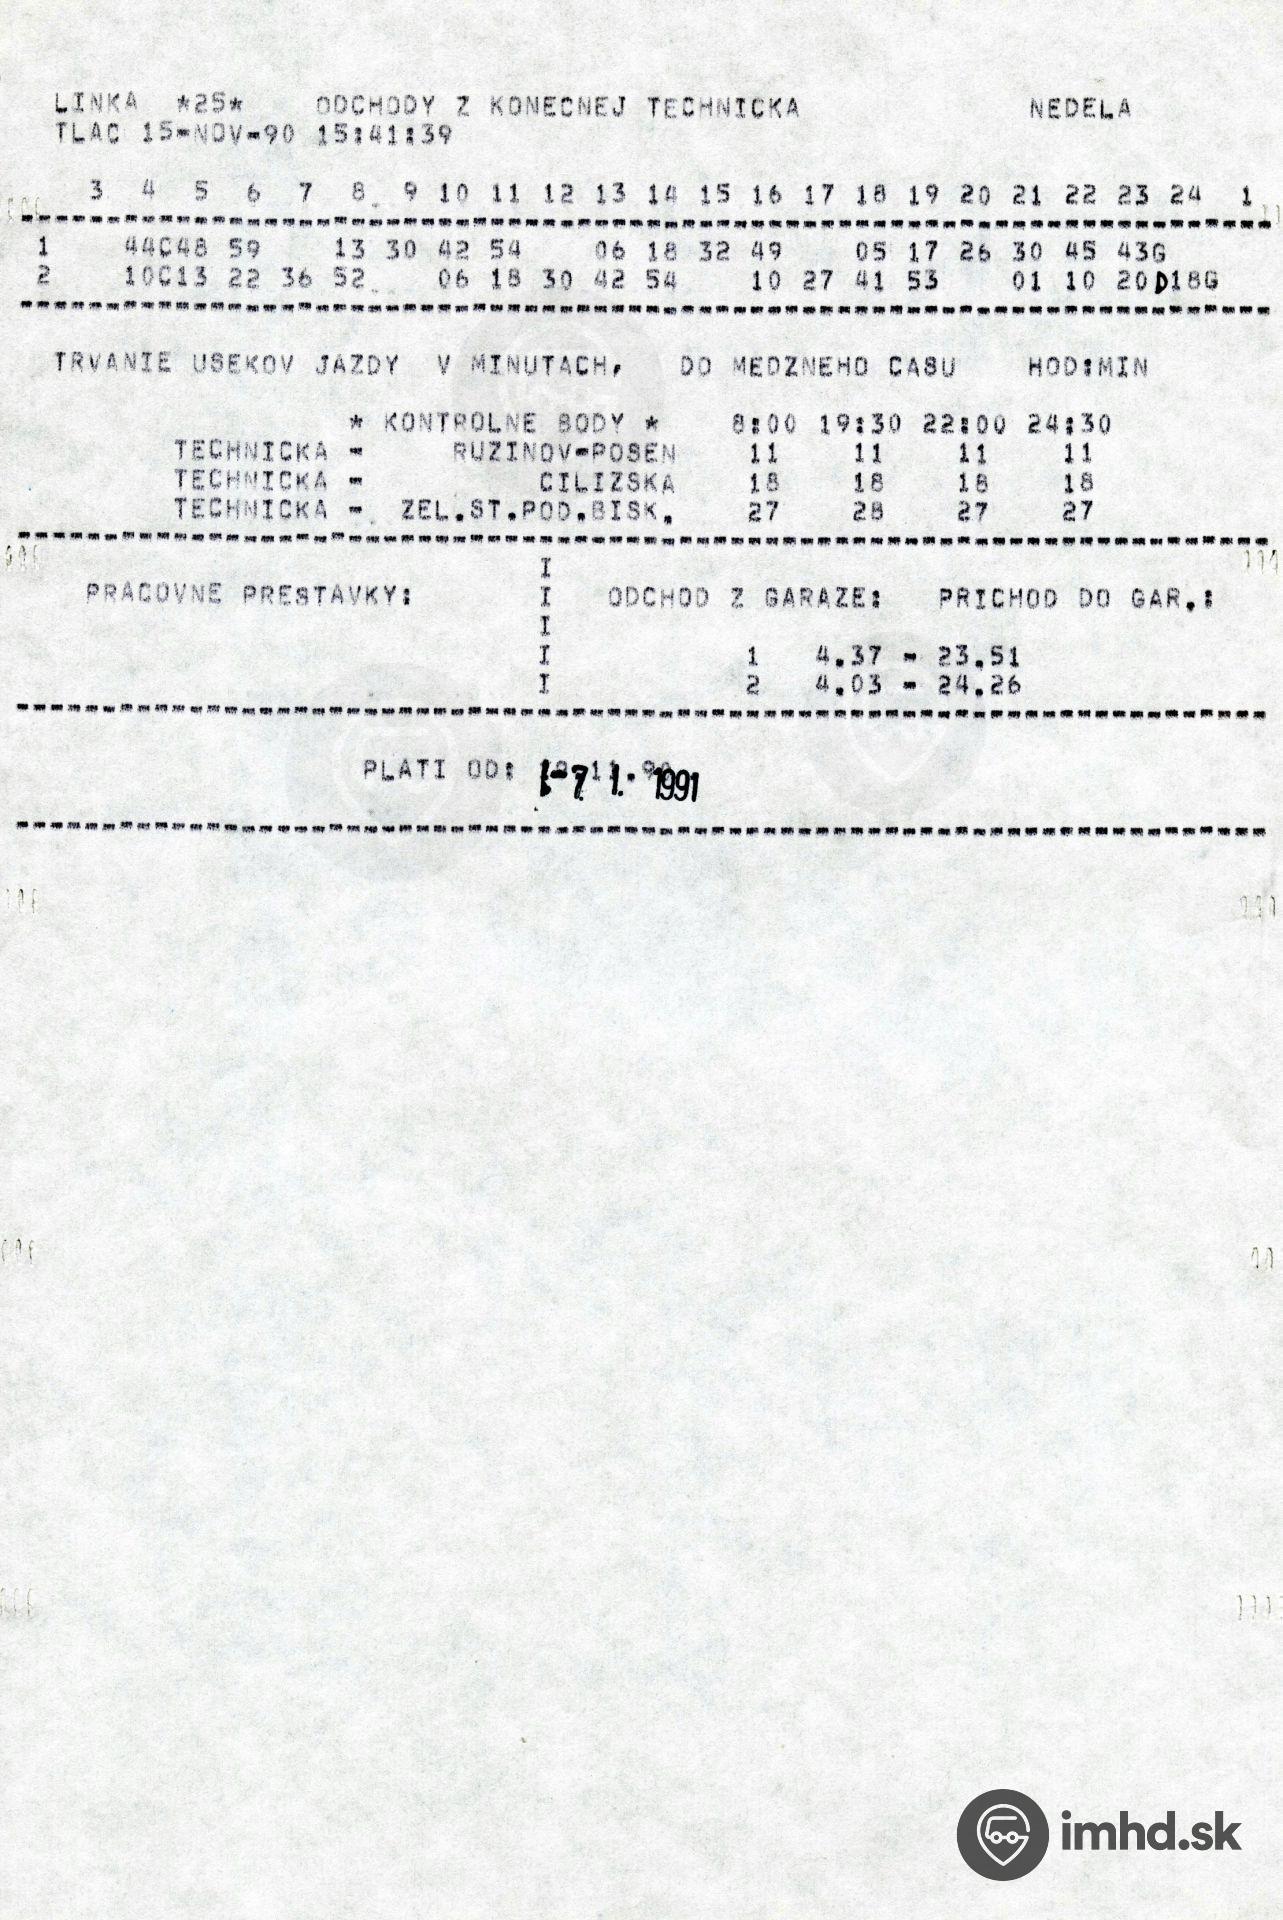 LINKA *25* ODCHODY Z KONECNEJ TECHNICKA NEDELA
TLAC 15-NOV-90 15:41:39
3 4 5 6 7 8 9 10 11 12 13 14 15 16 17 18 19 20 21 22 23 24 1
1 44C48 59 13 30 42 54 06 18 32 49 05 17 26 30 45 43G
2 10C13 22 36 52 06 18 30 42 54 10 27 41 53 01 10 20D18G
TRVANIE USEKOV JAZDY V MINUTACH, DO MEDZNEHO CASU HOD:MIN
* KONTROLNE BODY * 8:00 19:30 22:00 24:30
TECHNICKA - RUZINOV-POSEN 11 11 11 11
TECHNICKA - CILIZSKA 18 18 18 18
TECHNICKA - ZEL.ST.POD.BISK. 27 28 27 27
I
PRACOVNE PRESTAVKY: I ODCHOD Z GARAZE: PRICHOD DO GAR.:
I
I 1 4.37 - 23.51
I 2 4.03 - 24.26
PLATI OD: -7. 1. 1991
imhd.sk